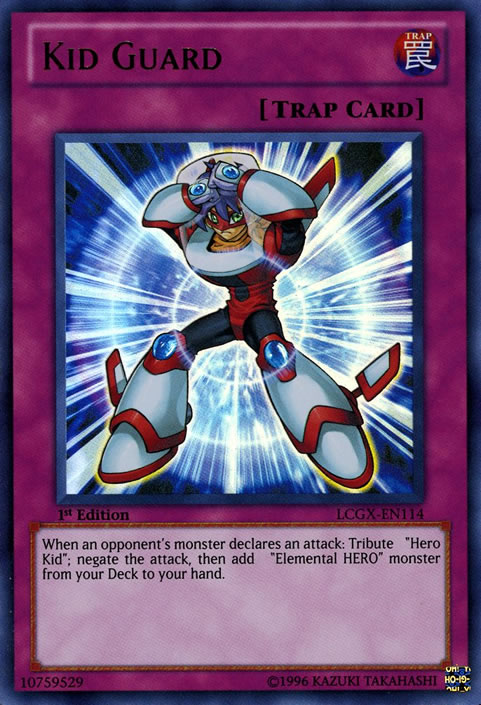 KID GUARD
TRAP
罠
[TRAP CARD]
1st Edition
LCGX-EN114
When an opponent's monster declares an attack: Tribute "Hero
Kid"; negate the attack, then add "Elemental HERO" monster
from your Deck to your hand.
10759529
©1996 KAZUKI TAKAHASHI